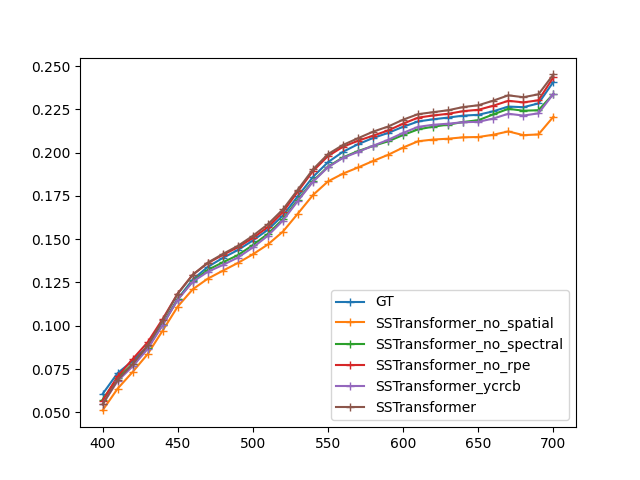 0.250
0.225
0.200
0.175
0.150
0.125
0.100
0.075
0.050
400 450 500 550 600 650 700
GT
SSTransformer_no_spatial
SSTransformer_no_spectral
SSTransformer_no_rpe
SSTransformer_ycrcb
SSTransformer